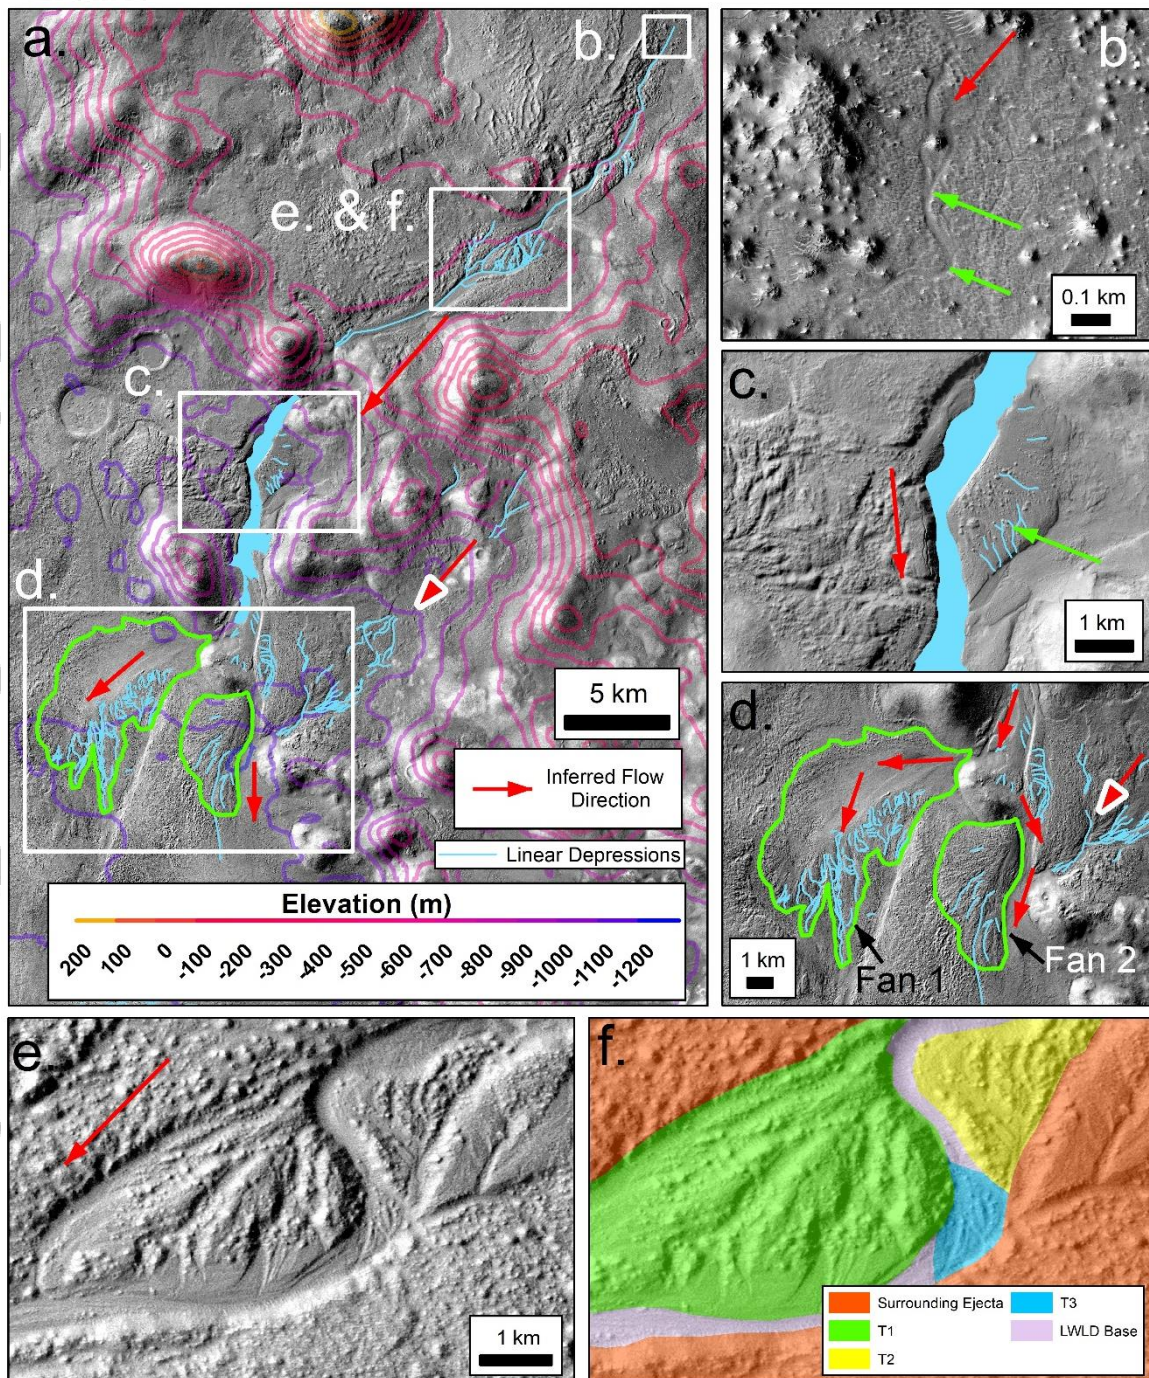 a.
b.
e. & f.
c.
d.
5 km
Inferred Flow
Direction
Linear Depressions
Elevation (m)
200 100 0 -100 -200 -300 -400 -500 -600 -700 -800 -900 -1000 -1100 -1200
b.
0.1 km
c.
1 km
d.
1 km
Fan 1
Fan 2
e.
1 km
f.
Surrounding Ejecta
T1
T2
T3
LWLD Base